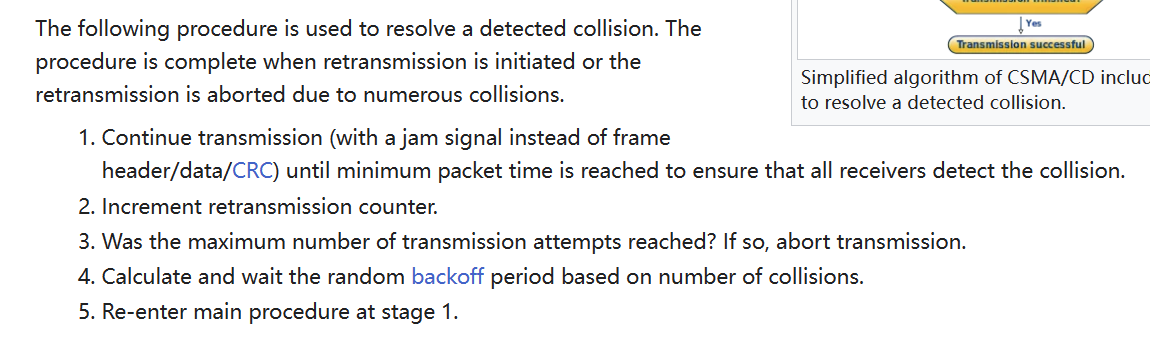 The following procedure is used to resolve a detected collision. The
procedure is complete when retransmission is initiated or the
retransmission is aborted due to numerous collisions.
1. Continue transmission (with a jam signal instead of frame
header/data/CRC) until minimum packet time is reached to ensure that all receivers detect the collision.
2. Increment retransmission counter.
3. Was the maximum number of transmission attempts reached? If so, abort transmission.
4. Calculate and wait the random backoff period based on number of collisions.
5. Re-enter main procedure at stage 1.
Yes
Transmission successful
Simplified algorithm of CSMA/CD includ
to resolve a detected collision.